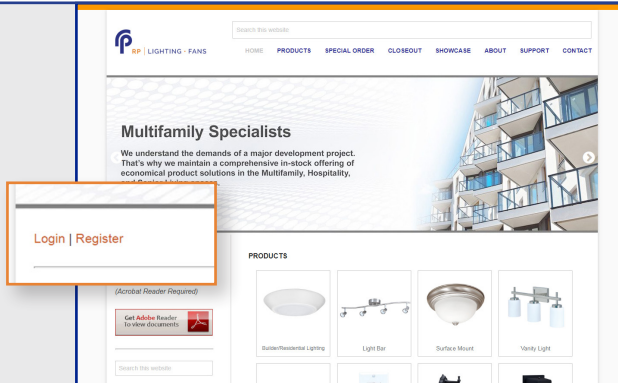 Search this website
RP | LIGHTING · FANS
HOME PRODUCTS SPECIAL ORDER CLOSEOUT SHOWCASE ABOUT SUPPORT CONTACT
Multifamily Specialists
We understand the demands of a major development project.
That's why we maintain a comprehensive in-stock offering of
economical product solutions in the Multifamily, Hospitality,
Login | Register
PRODUCTS
(Acrobat Reader Required)
Get Adobe Reader
To view documents
Builder/Residential Lighting
Light Bar
Surface Mount
Vanity Light
Search this website